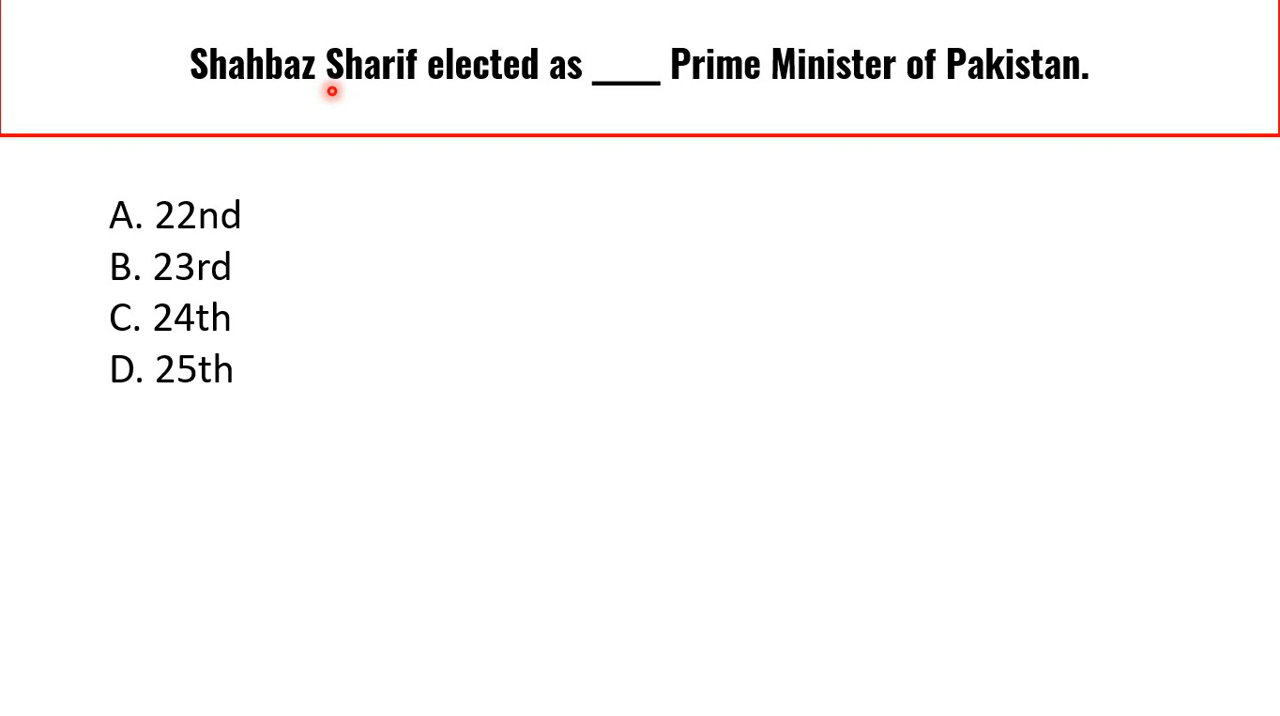 Shahbaz Sharif elected as ____ Prime Minister of Pakistan.
A. 22nd
B. 23rd
C. 24th
D. 25th